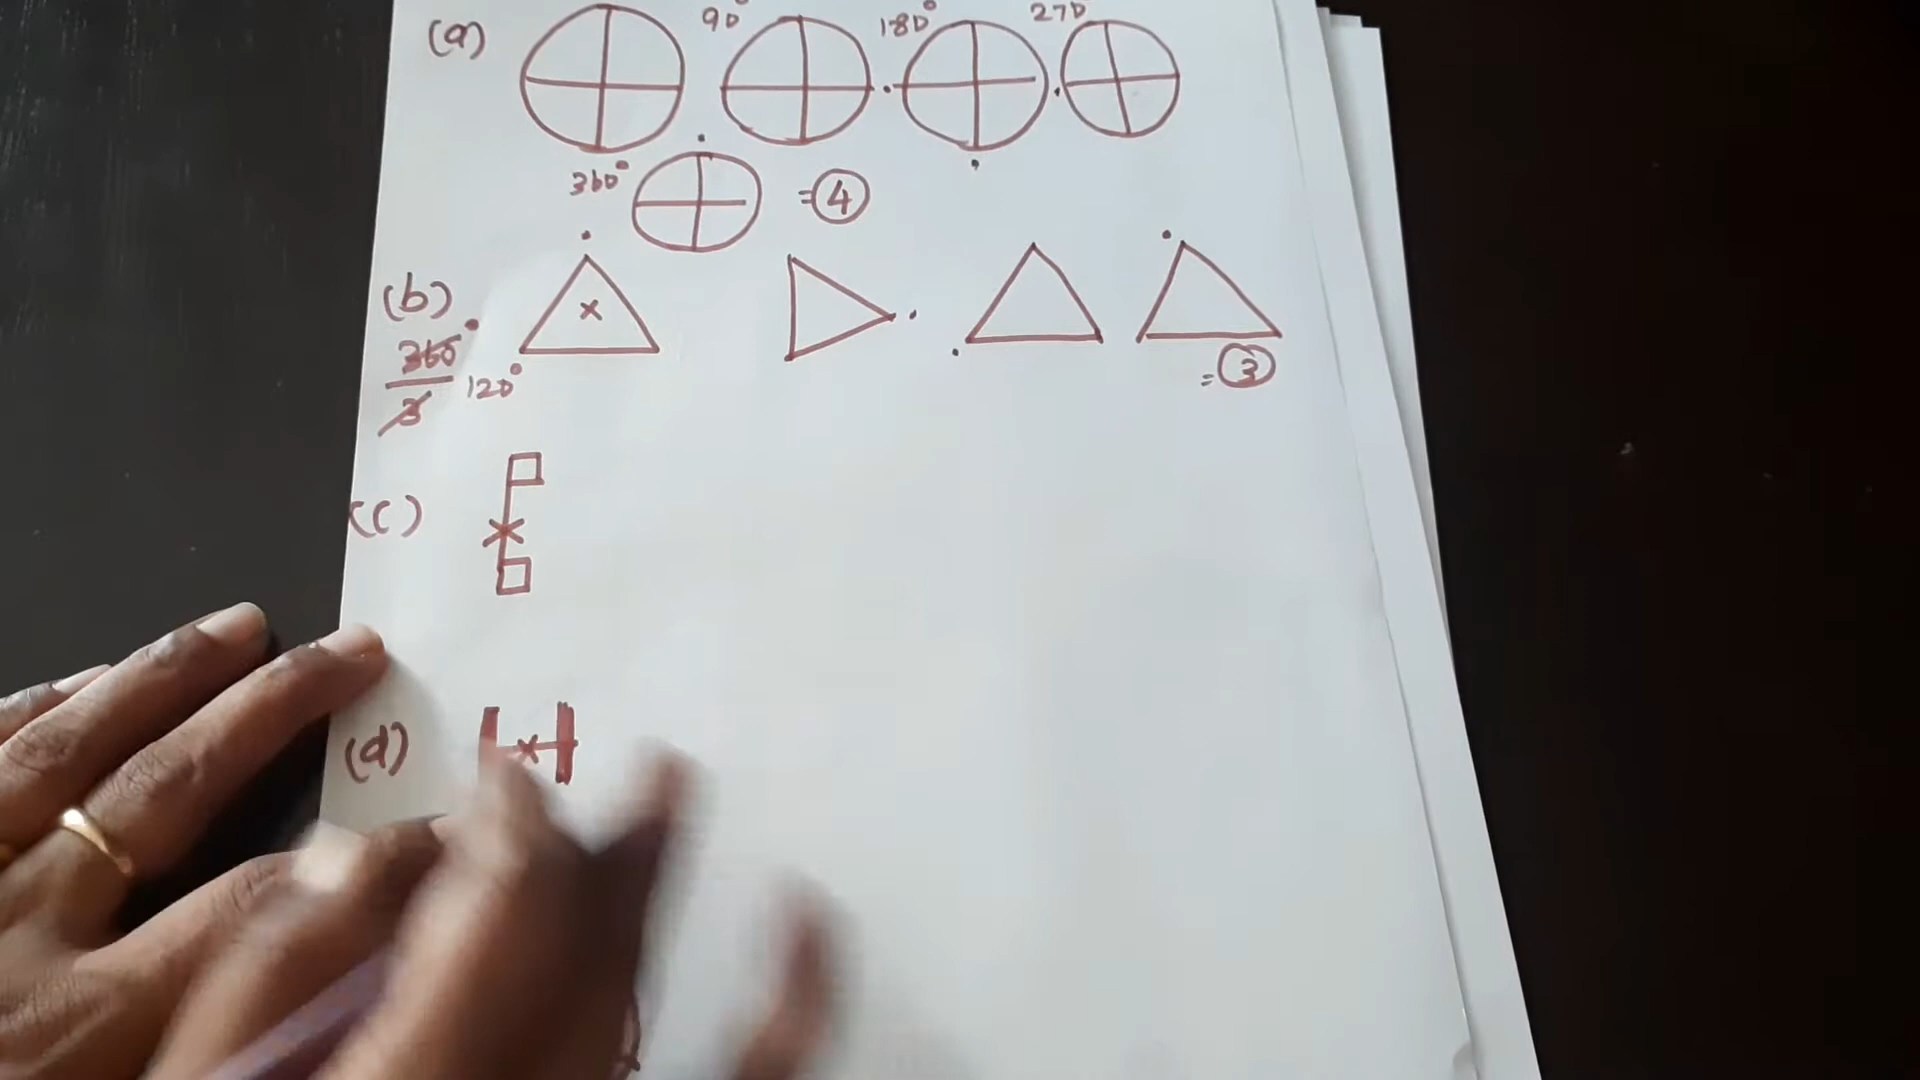 (a) 90° 180° 270
360° = 4
(b) x
360°
3 120°
= 3
(c) x
(d) x